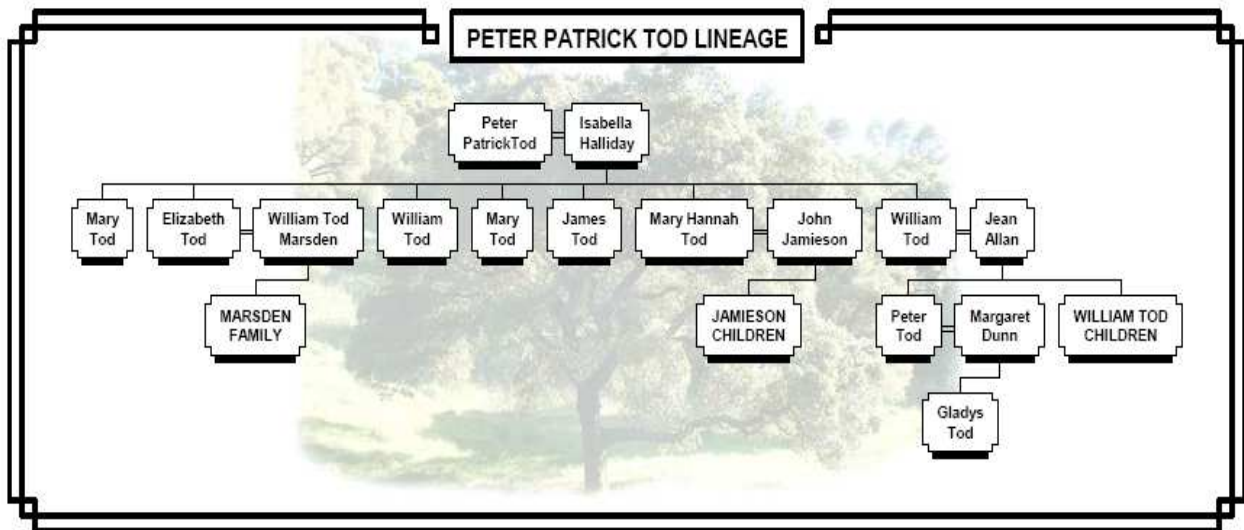 PETER PATRICK TOD LINEAGE
Peter
PatrickTod
Isabella
Halliday
Mary
Tod
Elizabeth
Tod
William Tod
Marsden
William
Tod
Mary
Tod
James
Tod
Mary Hannah
Tod
John
Jamieson
William
Tod
Jean
Allan
MARSDEN
FAMILY
JAMIESON
CHILDREN
Peter
Tod
Margaret
Dunn
WILLIAM TOD
CHILDREN
Gladys
Tod